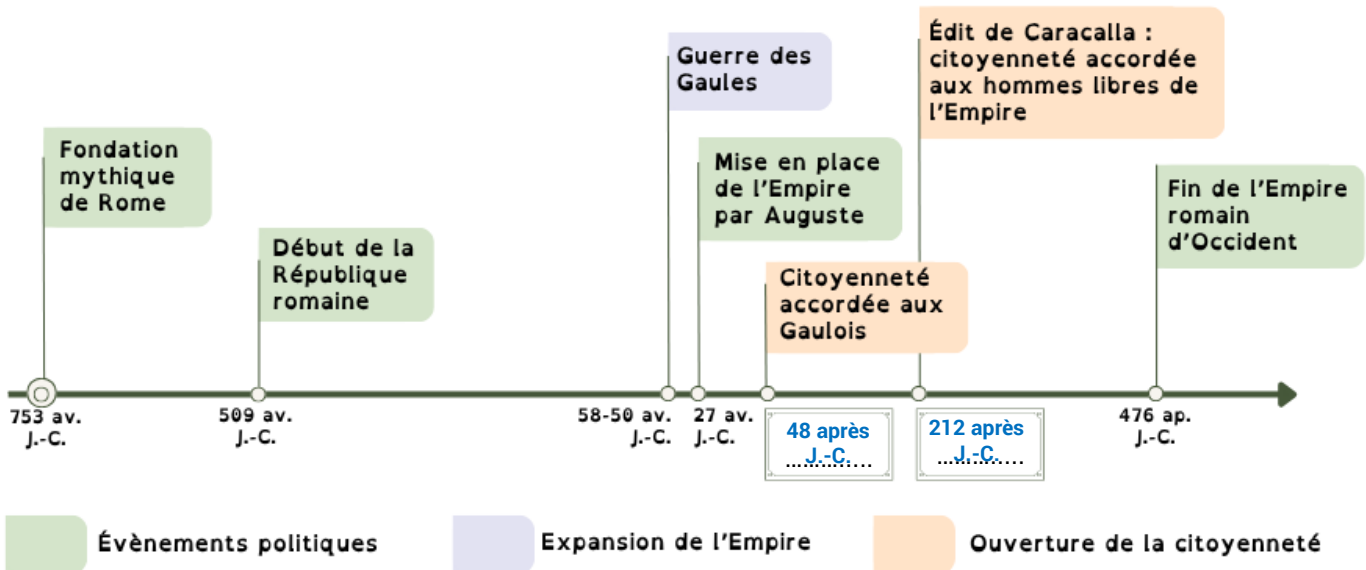 Fondation
mythique
de Rome
Début de la
République
romaine
Guerre des
Gaules
Mise en place
de l'Empire
par Auguste
Citoyenneté
accordée aux
Gaulois
Édit de Caracalla :
citoyenneté accordée
aux hommes libres de
l'Empire
Fin de l'Empire
romain
d'Occident
753 av.
J.-C.
509 av.
J.-C.
58-50 av.
J.-C.
27 av.
J.-C.
48 après
J.-C.
212 après
J.-C.
476 ap.
J.-C.
Évènements politiques
Expansion de l'Empire
Ouverture de la citoyenneté